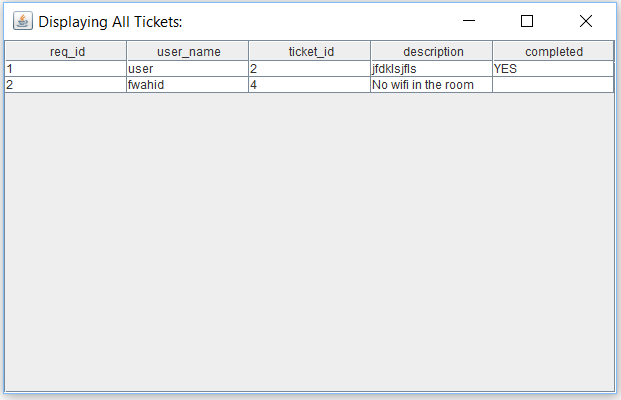 Displaying All Tickets:
req_id user_name ticket_id description completed
1 user 2 jfdklsjfls YES
2 fwahid 4 No wifi in the room